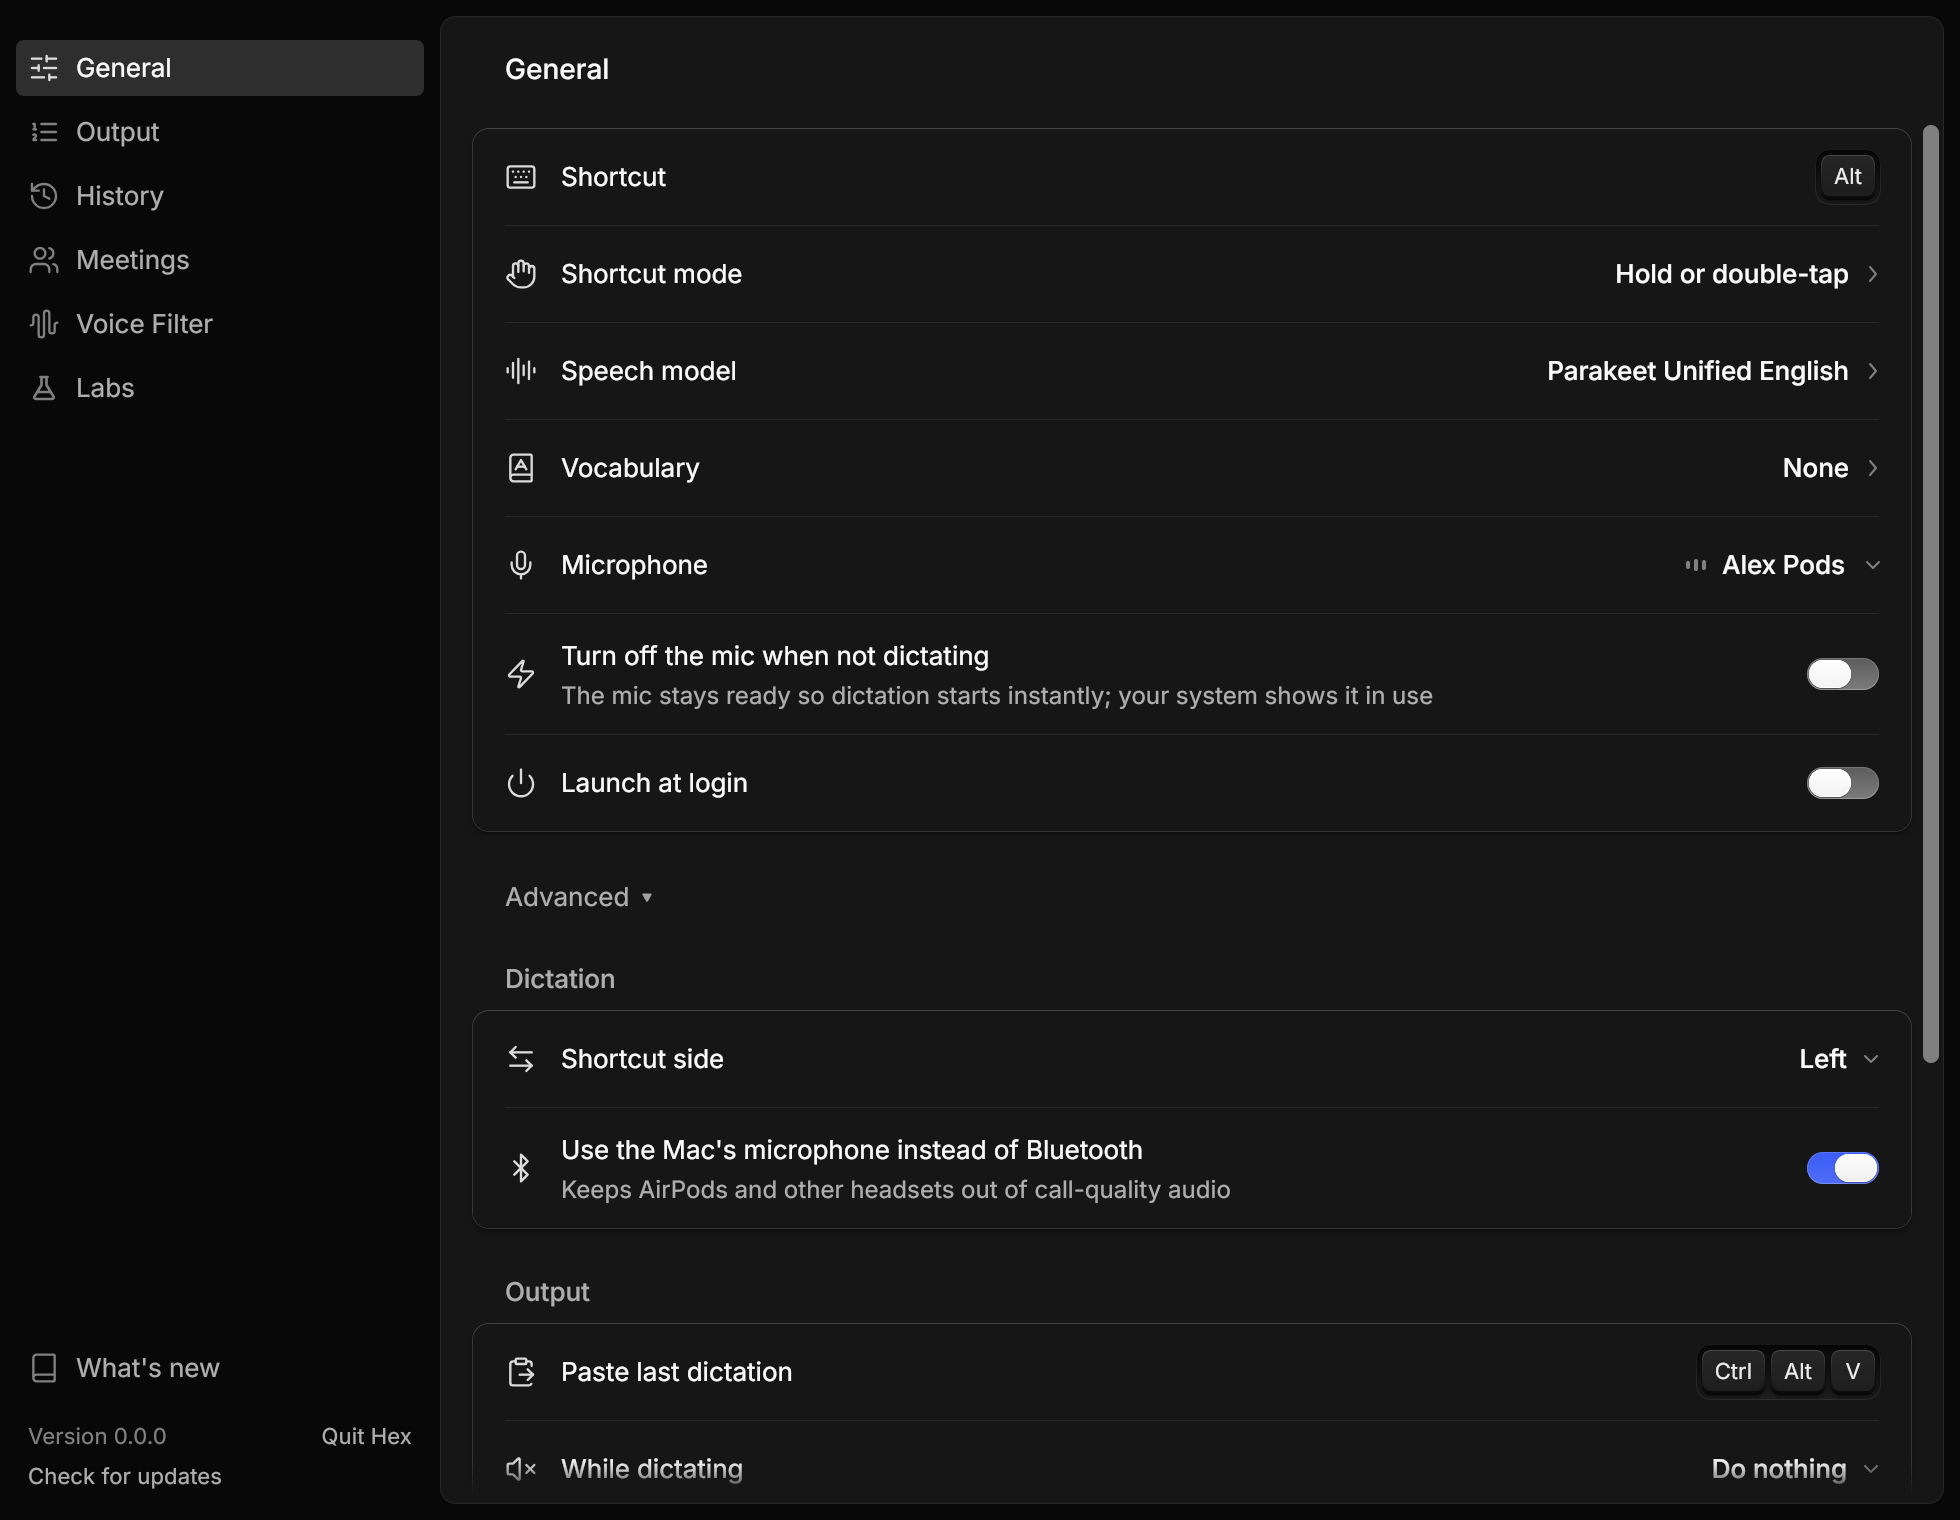 General
Output
History
Meetings
Voice Filter
Labs
What's new
Version 0.0.0
Quit Hex
Check for updates
General
Shortcut
Alt
Shortcut mode
Hold or double-tap
Speech model
Parakeet Unified English
Vocabulary
None
Microphone
Alex Pods
Turn off the mic when not dictating
The mic stays ready so dictation starts instantly; your system shows it in use
Launch at login
Advanced
Dictation
Shortcut side
Left
Use the Mac's microphone instead of Bluetooth
Keeps AirPods and other headsets out of call-quality audio
Output
Paste last dictation
Ctrl Alt V
While dictating
Do nothing